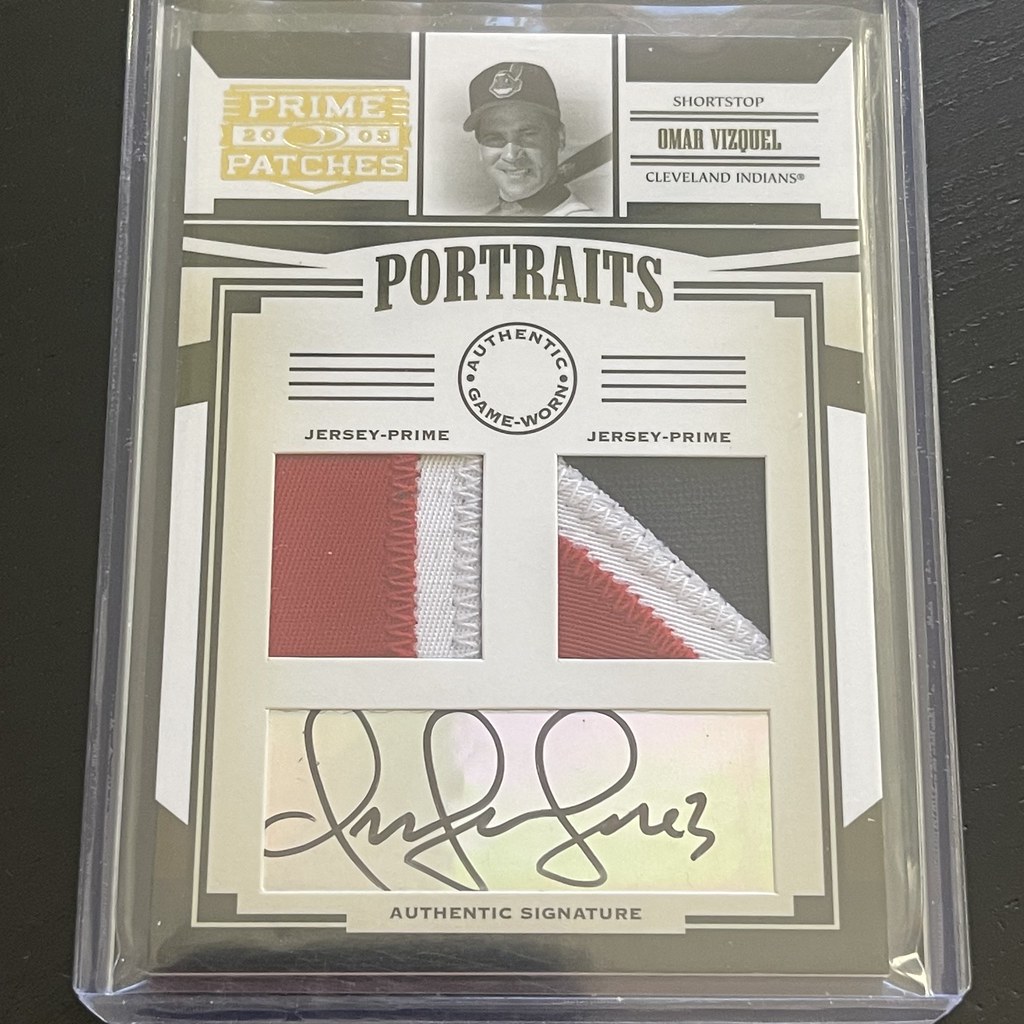 PRIME
2005
PATCHES
SHORTSTOP
OMAR VIZQUEL
CLEVELAND INDIANS®
PORTRAITS
AUTHENTIC
GAME-WORN
JERSEY-PRIME
JERSEY-PRIME
AUTHENTIC SIGNATURE